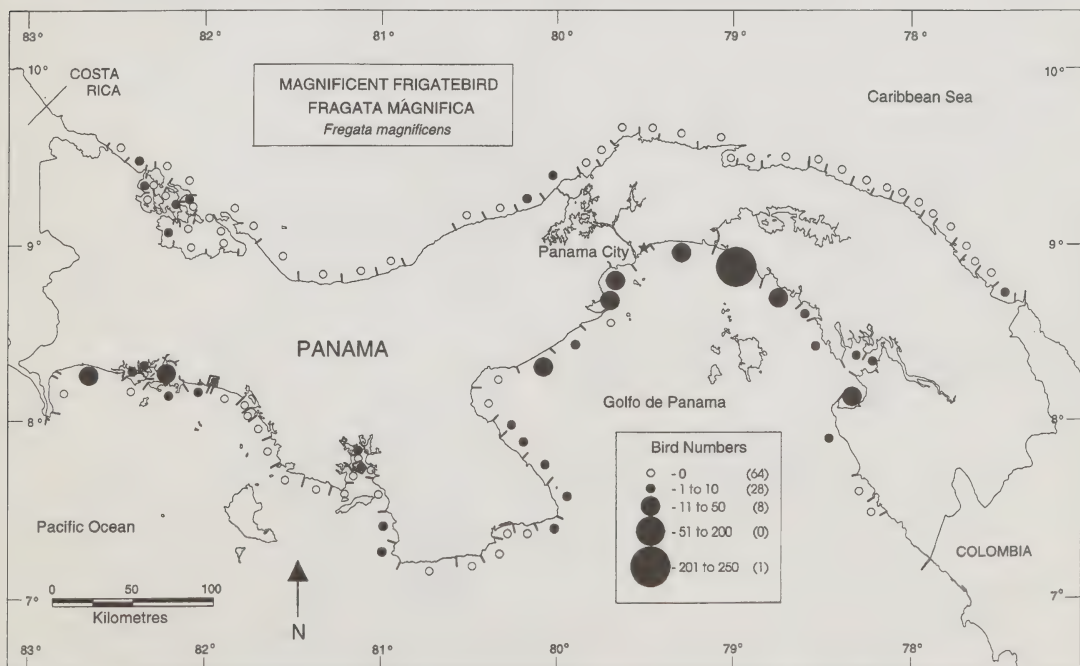 83° 82° 81° 80° 79° 78°
10° 10°
COSTA
RICA
MAGNIFICENT FRIGATEBIRD
FRAGATA MÁGNIFICA
Fregata magnificens
Caribbean Sea
9° 9°
Panama City
PANAMA
Golfo de Panama
8° 8°
Bird Numbers
- 0 (64)
- 1 to 10 (28)
- 11 to 50 (8)
- 51 to 200 (0)
- 201 to 250 (1)
Pacific Ocean
COLOMBIA
0 50 100
Kilometres
N
7° 7°
83° 82° 81° 80° 79° 78°